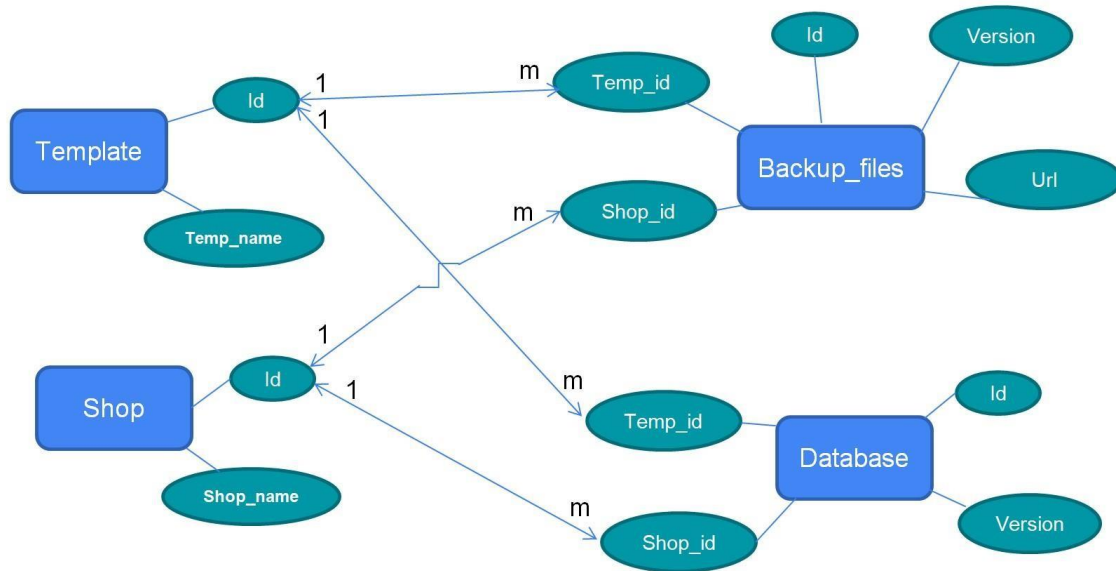 Id
Version
1
m
Temp_id
Id
1
Template
Backup_files
Url
m
Shop_id
Temp_name
1
Id
1
m
Id
Shop
Temp_id
Database
Shop_name
m
Shop_id
Version